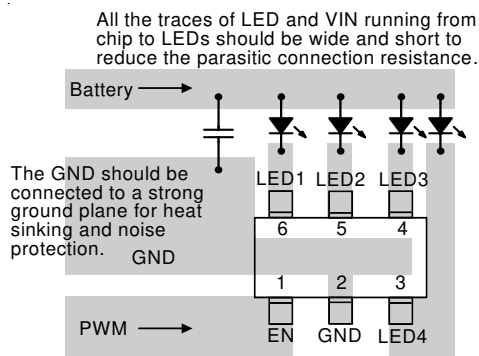 All the traces of LED and VIN running from
chip to LEDs should be wide and short to
reduce the parasitic connection resistance.
Battery
The GND should be
connected to a strong
ground plane for heat
sinking and noise
protection.
GND
LED1 LED2 LED3
6 5 4
1 2 3
PWM
EN GND LED4